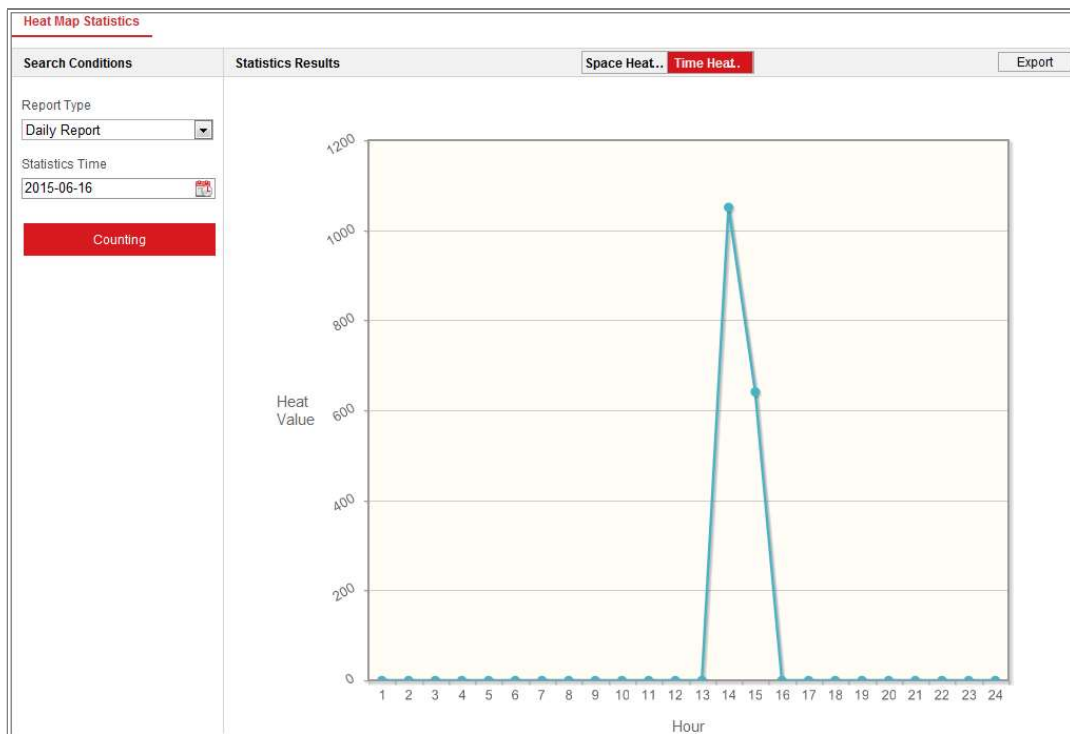 Heat Map Statistics
Search Conditions
Statistics Results
Space Heat...
Time Heat..
Export
Report Type
Daily Report
Statistics Time
2015-06-16
Counting
1200
1000
800
600
400
200
0
Heat
Value
1 2 3 4 5 6 7 8 9 10 11 12 13 14 15 16 17 18 19 20 21 22 23 24
Hour